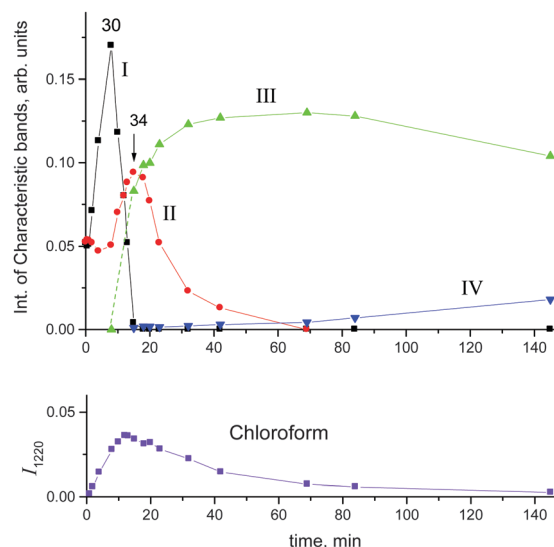 30
I
III
34
II
IV
Int. of Characteristic bands, arb. units
0.15
0.10
0.05
0.00
0 20 40 60 80 100 120 140
Chloroform
I1220
0.05
0.00
0 20 40 60 80 100 120 140
time, min